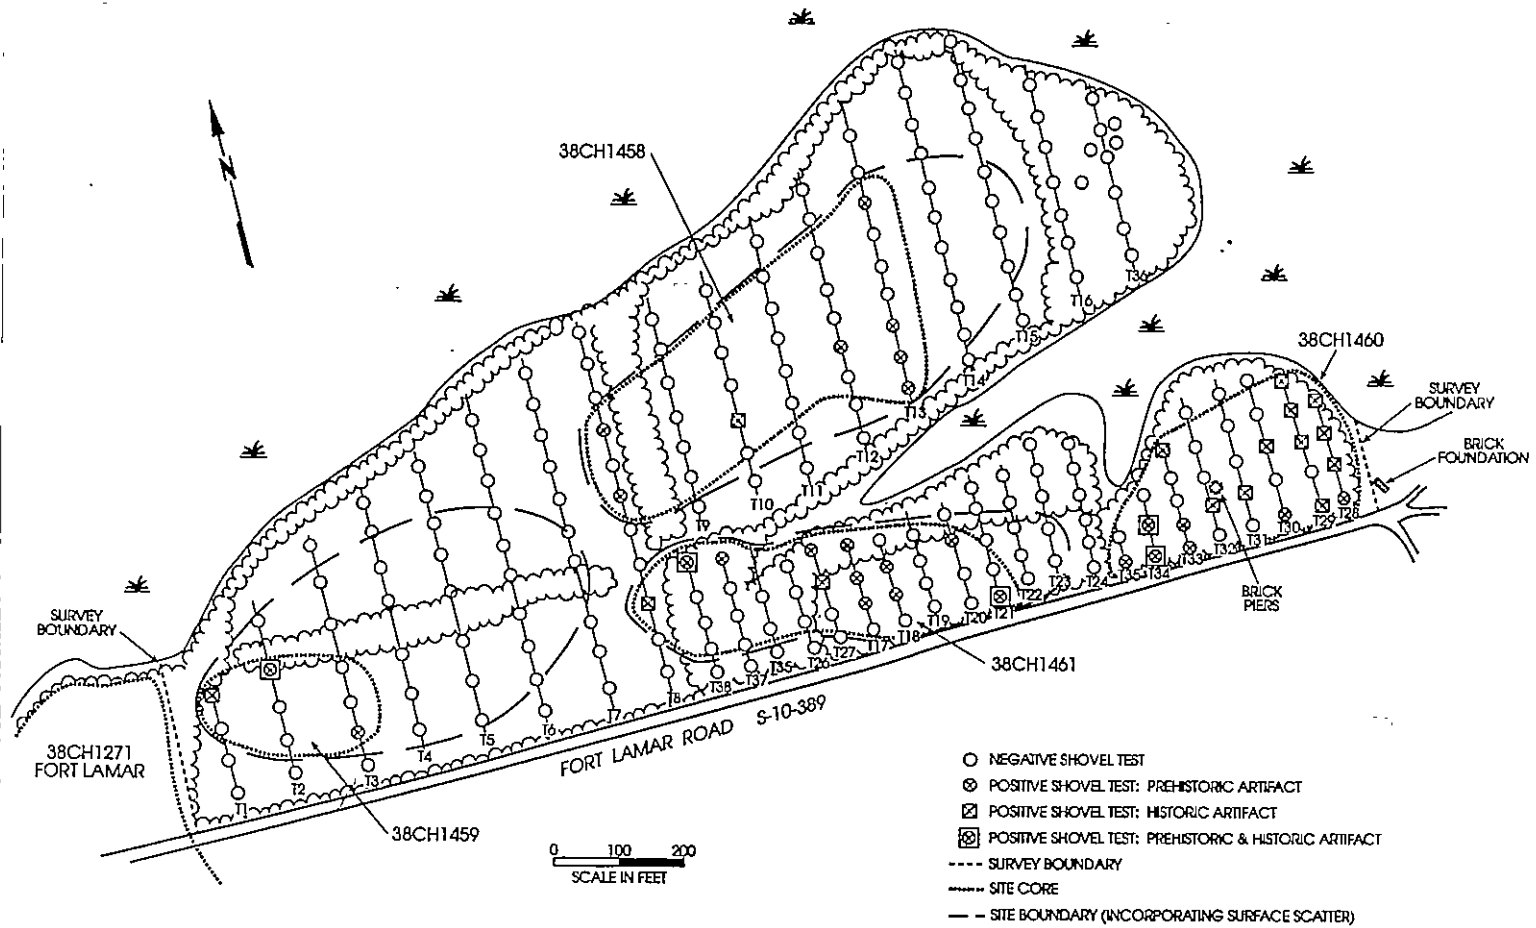 38CH1458
N
38CH1460
SURVEY
BOUNDARY
BRICK
FOUNDATION
T36
T16
T15
T14
T13
T12
T11
T10
T9
T28
T29
T30
T31
T32
T33
T34
T35
BRICK
PIERS
T24
T23
T22
T21
T20
T19
T18
T17
T27
T26
T35
T37
T38
T8
T7
T6
T5
T4
T3
T2
T1
SURVEY
BOUNDARY
38CH1461
38CH1271
FORT LAMAR
38CH1459
FORT LAMAR ROAD S-10-389
0 100 200
SCALE IN FEET
NEGATIVE SHOVEL TEST
POSITIVE SHOVEL TEST: PREHISTORIC ARTIFACT
POSITIVE SHOVEL TEST: HISTORIC ARTIFACT
POSITIVE SHOVEL TEST: PREHISTORIC & HISTORIC ARTIFACT
SURVEY BOUNDARY
SITE CORE
SITE BOUNDARY (INCORPORATING SURFACE SCATTER)